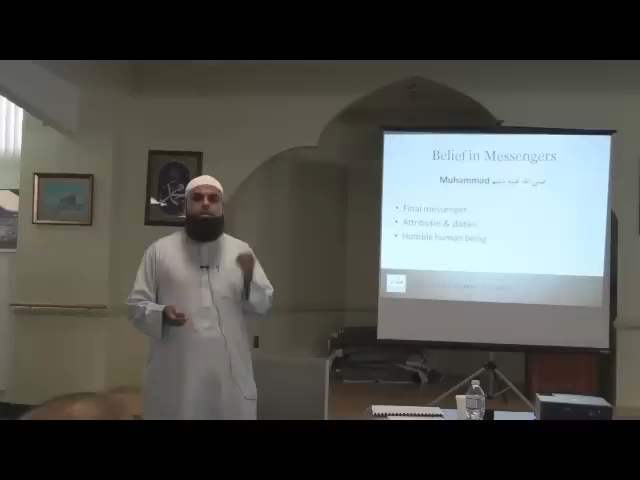 Belief in Messengers
Muhammad صلى الله عليه وسلم
• Final messenger
• Attributes & duties
• Humble human being